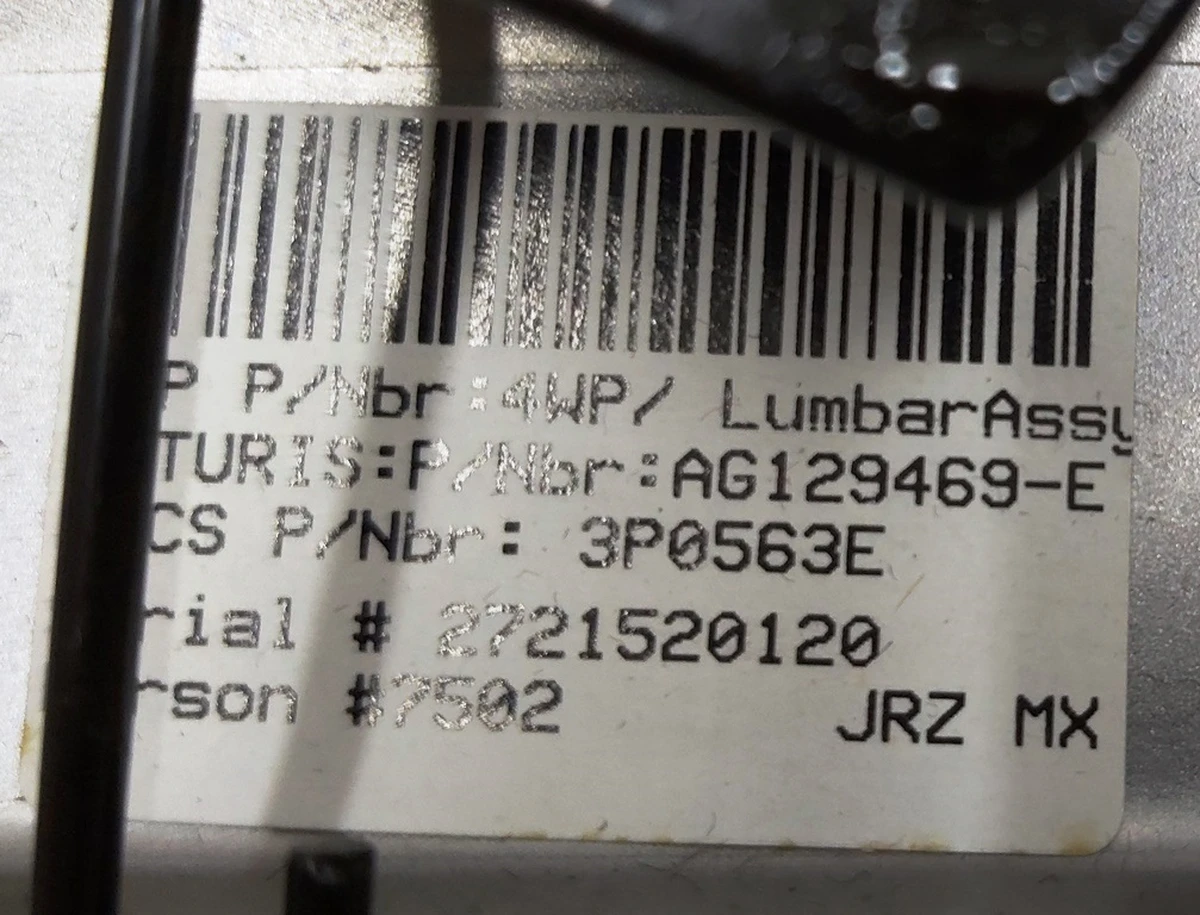 P P/Nbr:4WP/ LumbarAssy
TURIS:P/Nbr:AG129469-E
CS P/Nbr: 3P0563E
rial # 2721520120
rson #7502 JRZ MX